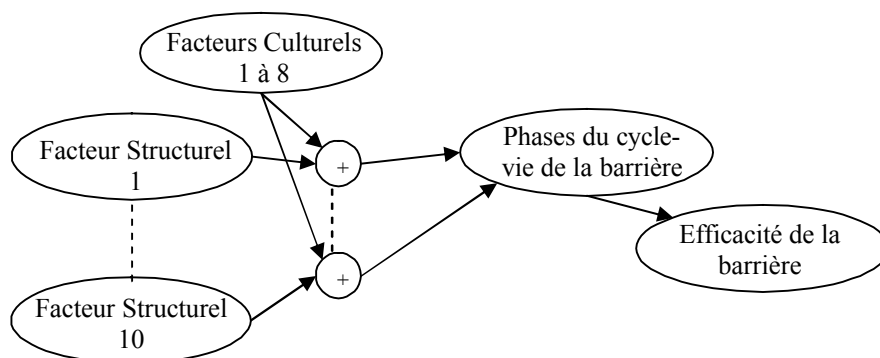 Facteurs Culturels
1 à 8
Facteur Structurel
1
+
Phases du cycle-
vie de la barrière
Efficacité de la
barrière
+
Facteur Structurel
10